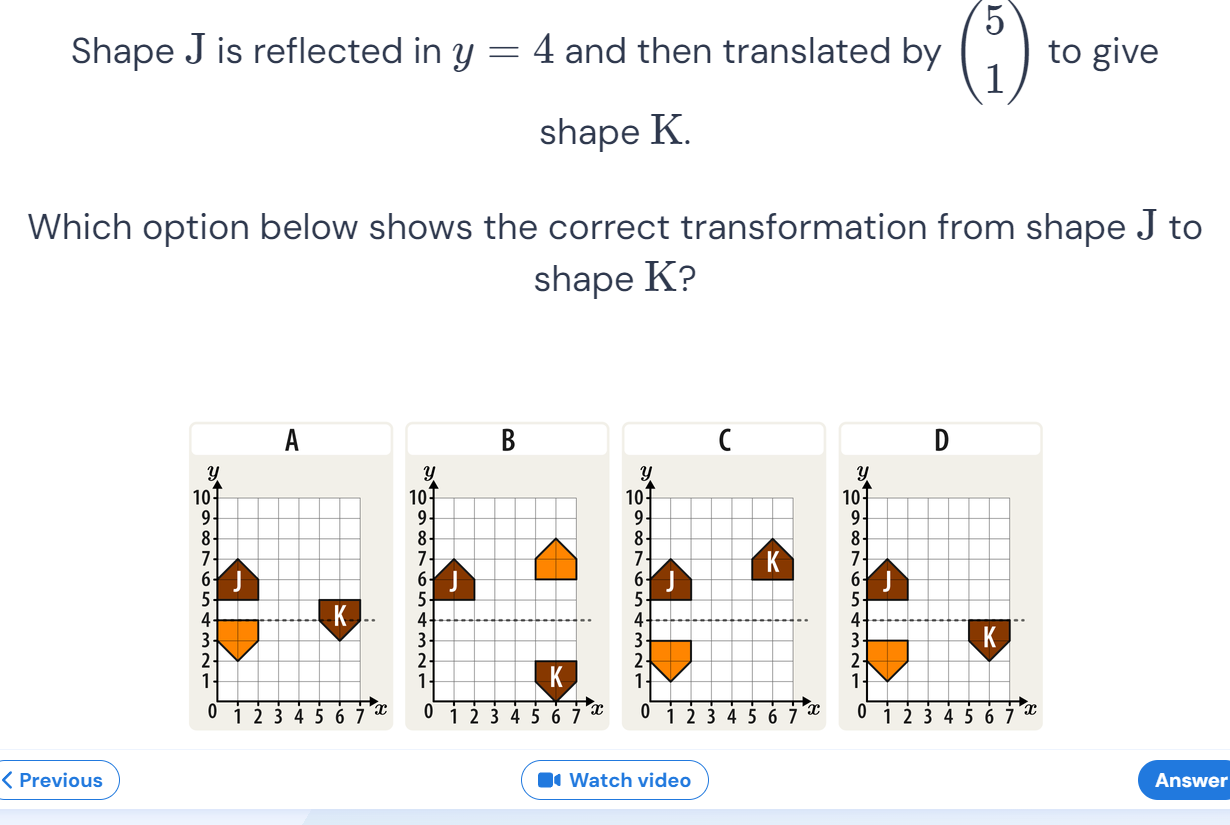 Shape J is reflected in y = 4 and then translated by (5 1) to give
shape K.
Which option below shows the correct transformation from shape J to
shape K?
A
y
10
9
8
7
6
5
4
3
2
1
0 1 2 3 4 5 6 7 x
J
K
B
y
10
9
8
7
6
5
4
3
2
1
0 1 2 3 4 5 6 7 x
J
K
C
y
10
9
8
7
6
5
4
3
2
1
0 1 2 3 4 5 6 7 x
J
K
D
y
10
9
8
7
6
5
4
3
2
1
0 1 2 3 4 5 6 7 x
J
K
Previous
Watch video
Answer